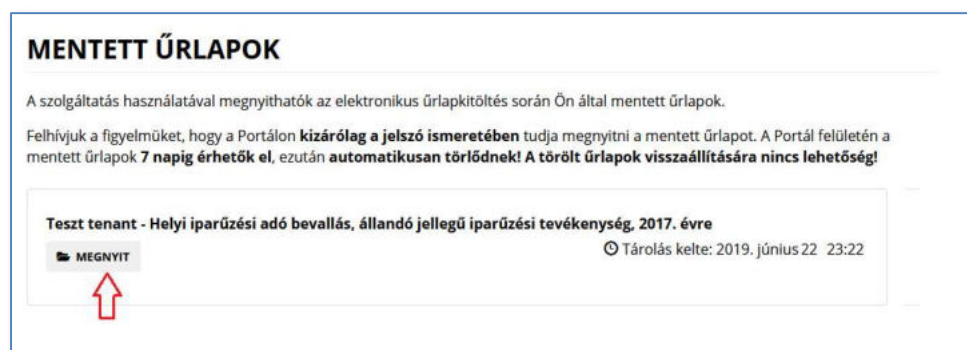 MENTETT ŰRLAPOK
A szolgáltatás használatával megnyithatók az elektronikus űrlapkitöltés során Ön által mentett űrlapok.
Felhívjuk a figyelmüket, hogy a Portálon kizárólag a jelszó ismeretében tudja megnyitni a mentett űrlapot. A Portál felületén a
mentett űrlapok 7 napig érhetők el, ezután automatikusan törlődnek! A törölt űrlapok visszaállítására nincs lehetőség!
Teszt tenant - Helyi iparűzési adó bevallás, állandó jellegű iparűzési tevékenység, 2017. évre
MEGNYIT
Tárolás kelte: 2019. június 22 23:22